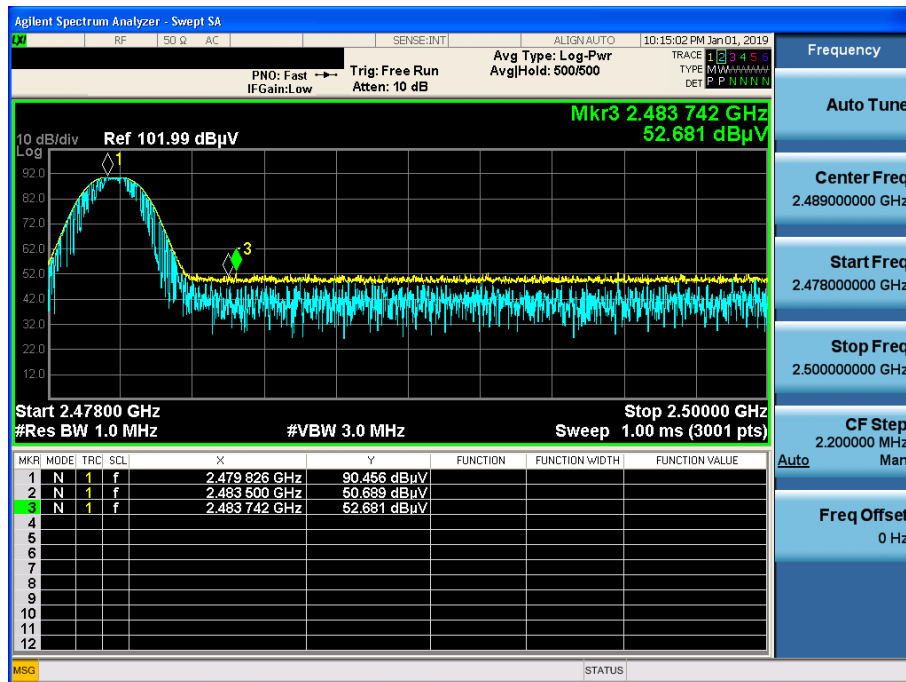 Agilent Spectrum Analyzer - Swept SA
LXI RF 50 Ω AC SENSE:INT ALIGN AUTO 10:15:02 PM Jan 01, 2019
PNO: Fast Trig: Free Run Avg Type: Log-Pwr TRACE 1 2 3 4 5 6
IFGain:Low Atten: 10 dB Avg|Hold: 500/500 TYPE M W W W W W
DET P P N N N N
Mkr3 2.483 742 GHz
52.681 dBµV
10 dB/div Ref 101.99 dBµV
Log
92.0
82.0
72.0
62.0
52.0
42.0
32.0
22.0
12.0
1
3
Start 2.47800 GHz Stop 2.50000 GHz
#Res BW 1.0 MHz #VBW 3.0 MHz Sweep 1.00 ms (3001 pts)
MKR MODE TRC SCL X Y FUNCTION FUNCTION WIDTH FUNCTION VALUE
1 N 1 f 2.479 826 GHz 90.456 dBµV
2 N 1 f 2.483 500 GHz 50.689 dBµV
3 N 1 f 2.483 742 GHz 52.681 dBµV
4
5
6
7
8
9
10
11
12
MSG STATUS
Frequency
Auto Tune
Center Freq
2.489000000 GHz
Start Freq
2.478000000 GHz
Stop Freq
2.500000000 GHz
CF Step
2.200000 MHz
Auto Man
Freq Offset
0 Hz